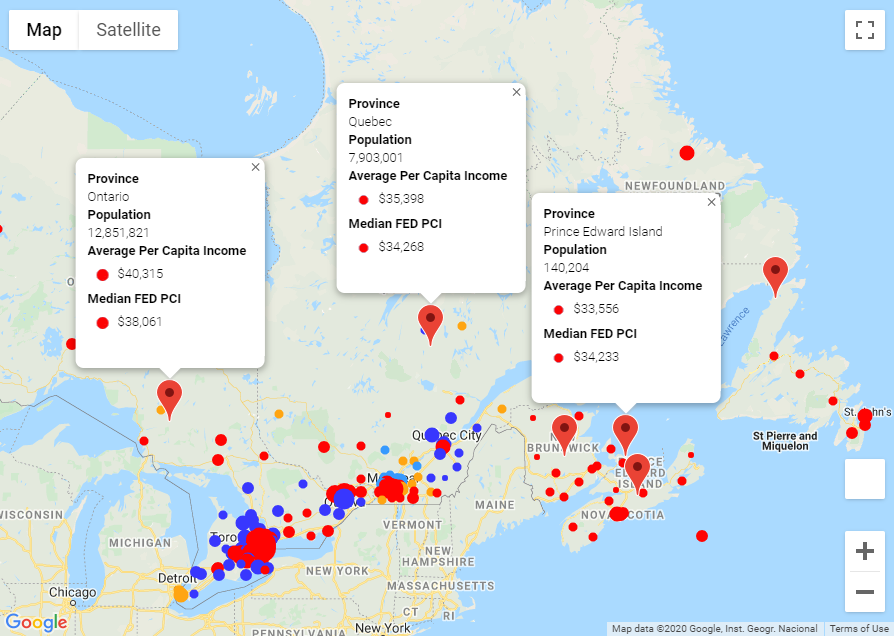 Map
Satellite
Province
Quebec
Population
7,903,001
Average Per Capita Income
$35,398
Median FED PCI
$34,268
Province
Ontario
Population
12,851,821
Average Per Capita Income
$40,315
Median FED PCI
$38,061
Province
Prince Edward Island
Population
140,204
Average Per Capita Income
$33,556
Median FED PCI
$34,233
NEWFOUNDLAND
Lawrence
St. John's
St Pierre and
Miquelon
BRUNSWICK
EDWARD
ISLAND
NOVA SCOTIA
Quebec City
MAINE
VERMONT
NEW
HAMPSHIRE
MASSACHUSETTS
CT
RI
NEW YORK
New York
PENNSYLVANIA
MICHIGAN
Detroit
Chicago
Google
Map data ©2020 Google, Inst. Geogr. Nacional
Terms of Use